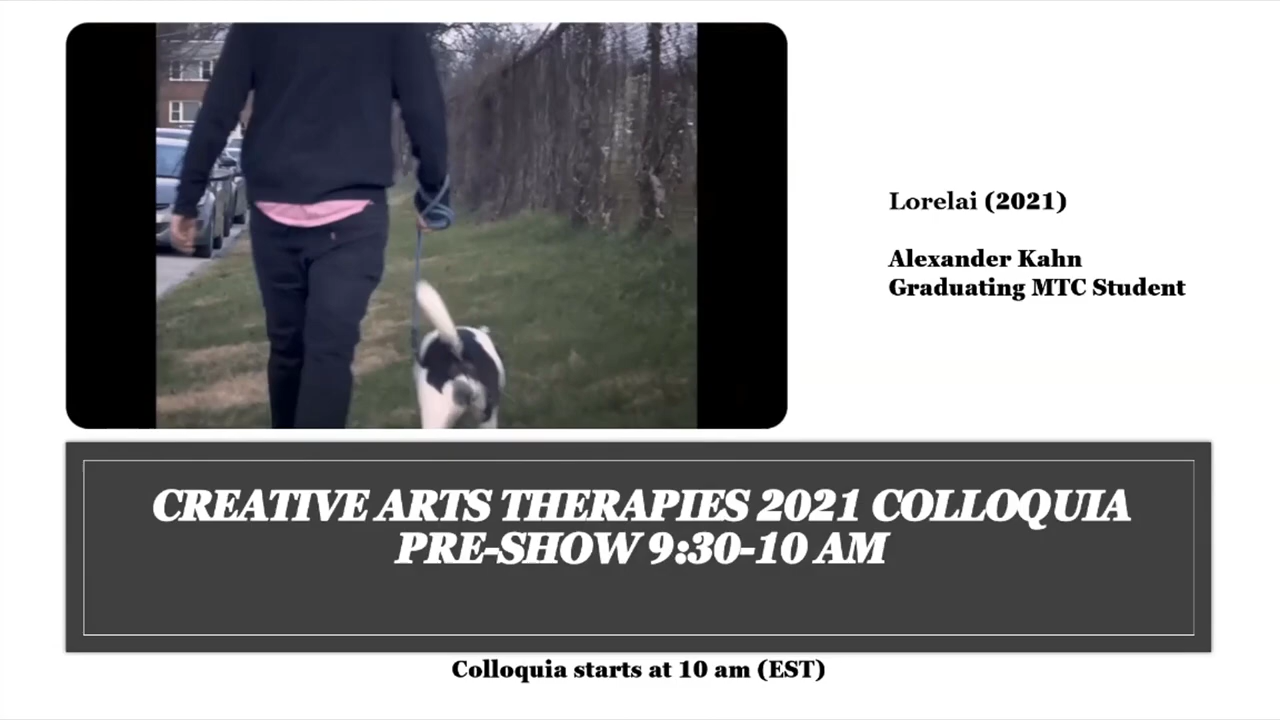 Lorelai (2021)
Alexander Kahn
Graduating MTC Student
CREATIVE ARTS THERAPIES 2021 COLLOQUIA
PRE-SHOW 9:30-10 AM
Colloquia starts at 10 am (EST)